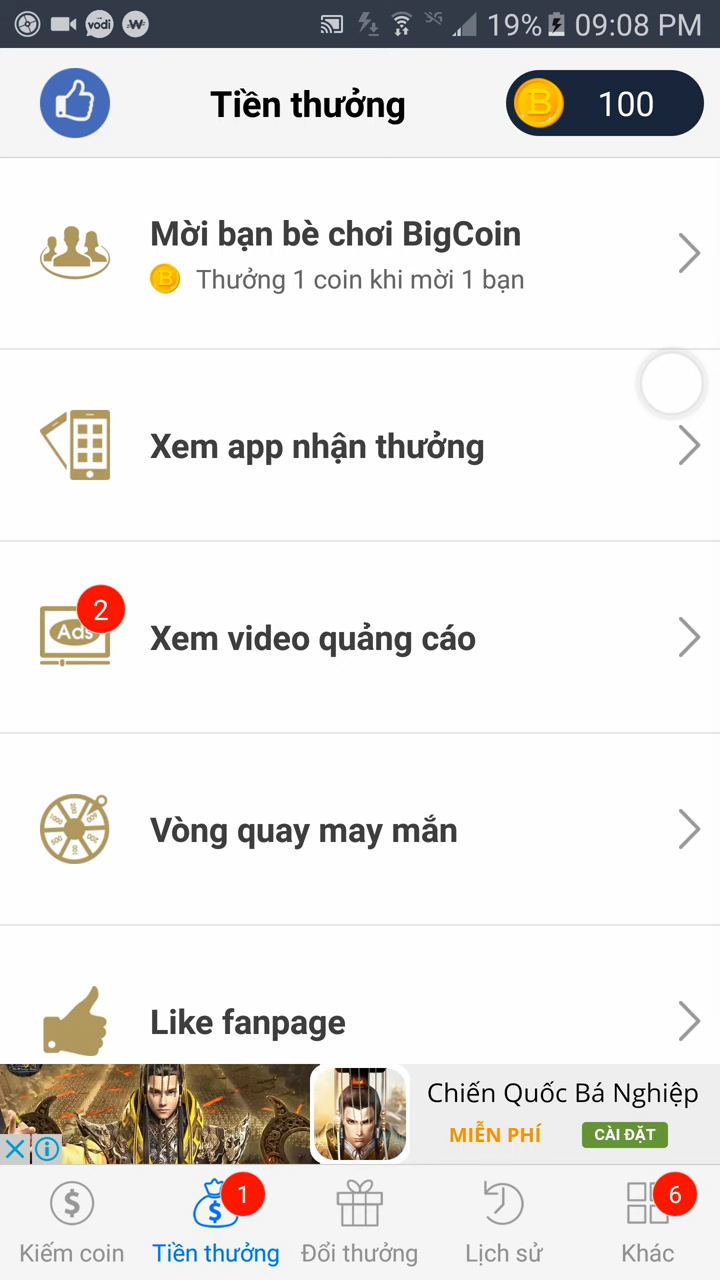 vodi
19% 09:08 PM
Tiền thưởng
100
Mời bạn bè chơi BigCoin
Thưởng 1 coin khi mời 1 bạn
Xem app nhận thưởng
2
Ads
Xem video quảng cáo
Vòng quay may mắn
Like fanpage
Chiến Quốc Bá Nghiệp
MIỄN PHÍ
CÀI ĐẶT
1
6
Kiếm coin
Tiền thưởng
Đổi thưởng
Lịch sử
Khác